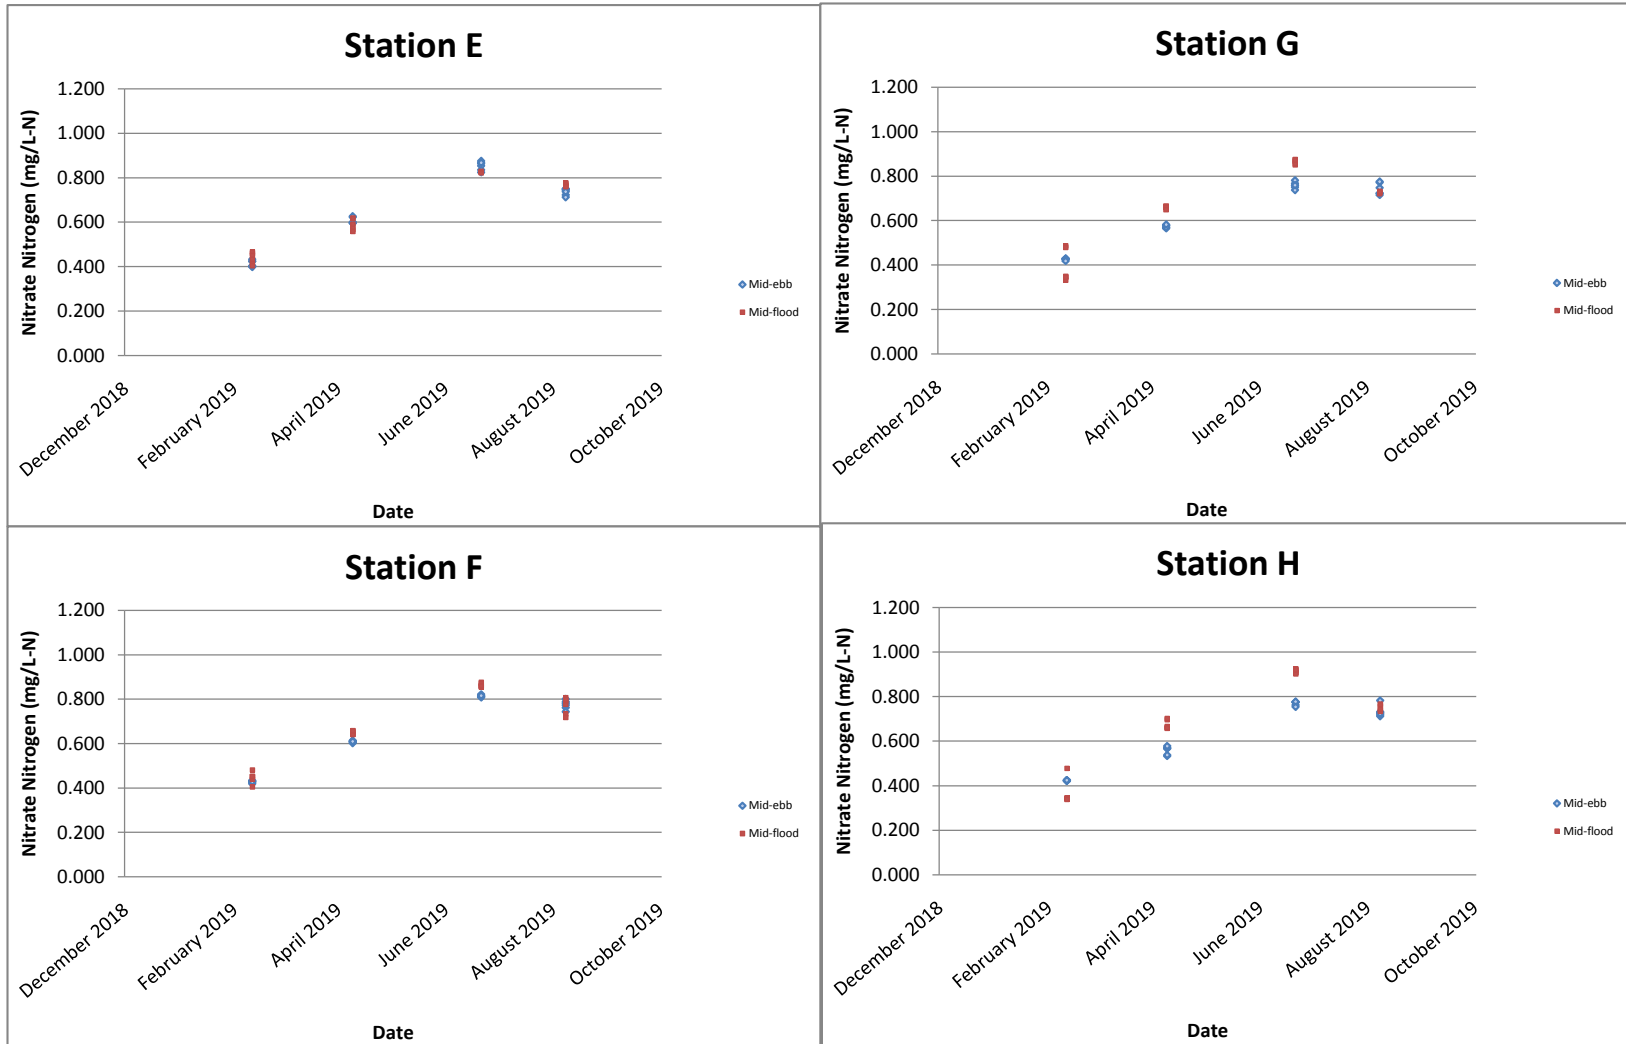 Station E
Nitrate Nitrogen (mg/L-N)
1.200
1.000
0.800
0.600
0.400
0.200
0.000
December 2018
February 2019
April 2019
June 2019
August 2019
October 2019
Date
Mid-ebb
Mid-flood
Station G
Nitrate Nitrogen (mg/L-N)
1.200
1.000
0.800
0.600
0.400
0.200
0.000
December 2018
February 2019
April 2019
June 2019
August 2019
October 2019
Date
Mid-ebb
Mid-flood
Station F
Nitrate Nitrogen (mg/L-N)
1.200
1.000
0.800
0.600
0.400
0.200
0.000
December 2018
February 2019
April 2019
June 2019
August 2019
October 2019
Date
Mid-ebb
Mid-flood
Station H
Nitrate Nitrogen (mg/L-N)
1.200
1.000
0.800
0.600
0.400
0.200
0.000
December 2018
February 2019
April 2019
June 2019
August 2019
October 2019
Date
Mid-ebb
Mid-flood